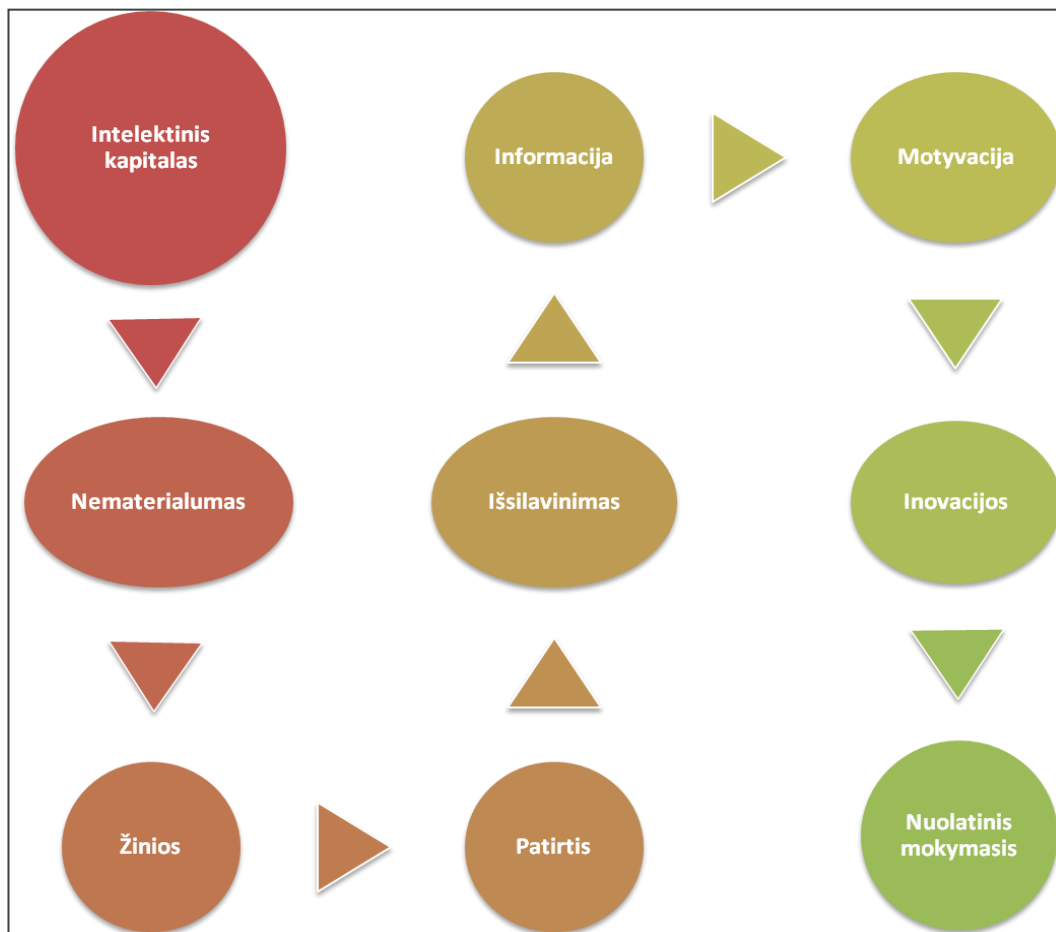 Intelektinis
kapitalas
Nematerialumas
Žinios
Patirtis
Išsilavinimas
Informacija
Motyvacija
Inovacijos
Nuolatinis
mokymasis